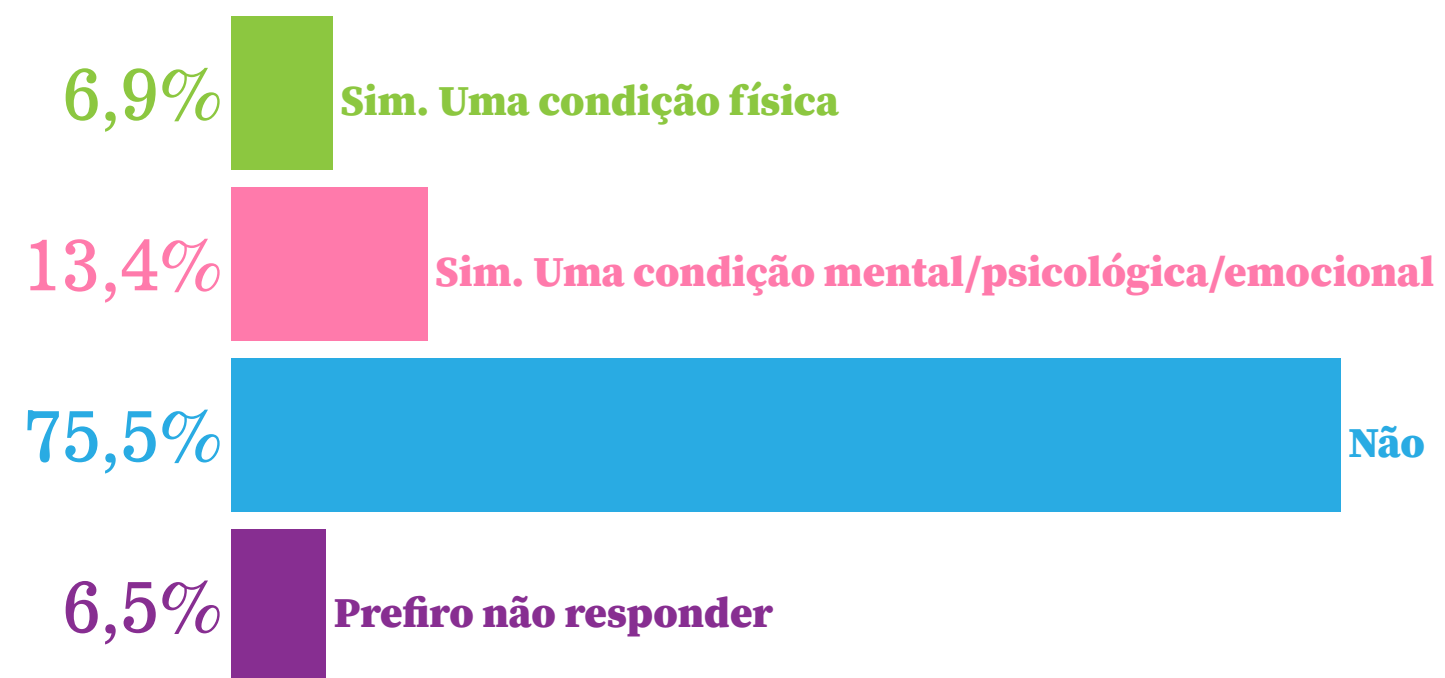 6,9% Sim. Uma condição física
13,4% Sim. Uma condição mental/psicológica/emocional
75,5% Não
6,5% Prefiro não responder